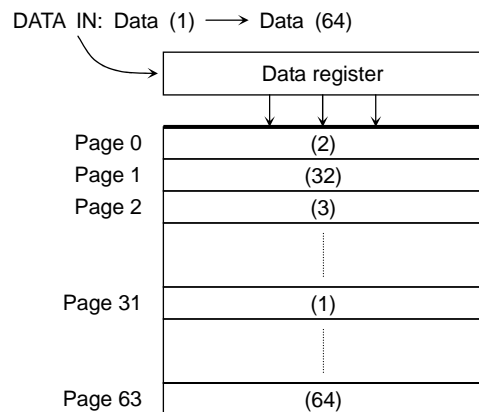 DATA IN: Data (1) → Data (64)
Data register
Page 0 (2)
Page 1 (32)
Page 2 (3)
Page 31 (1)
Page 63 (64)